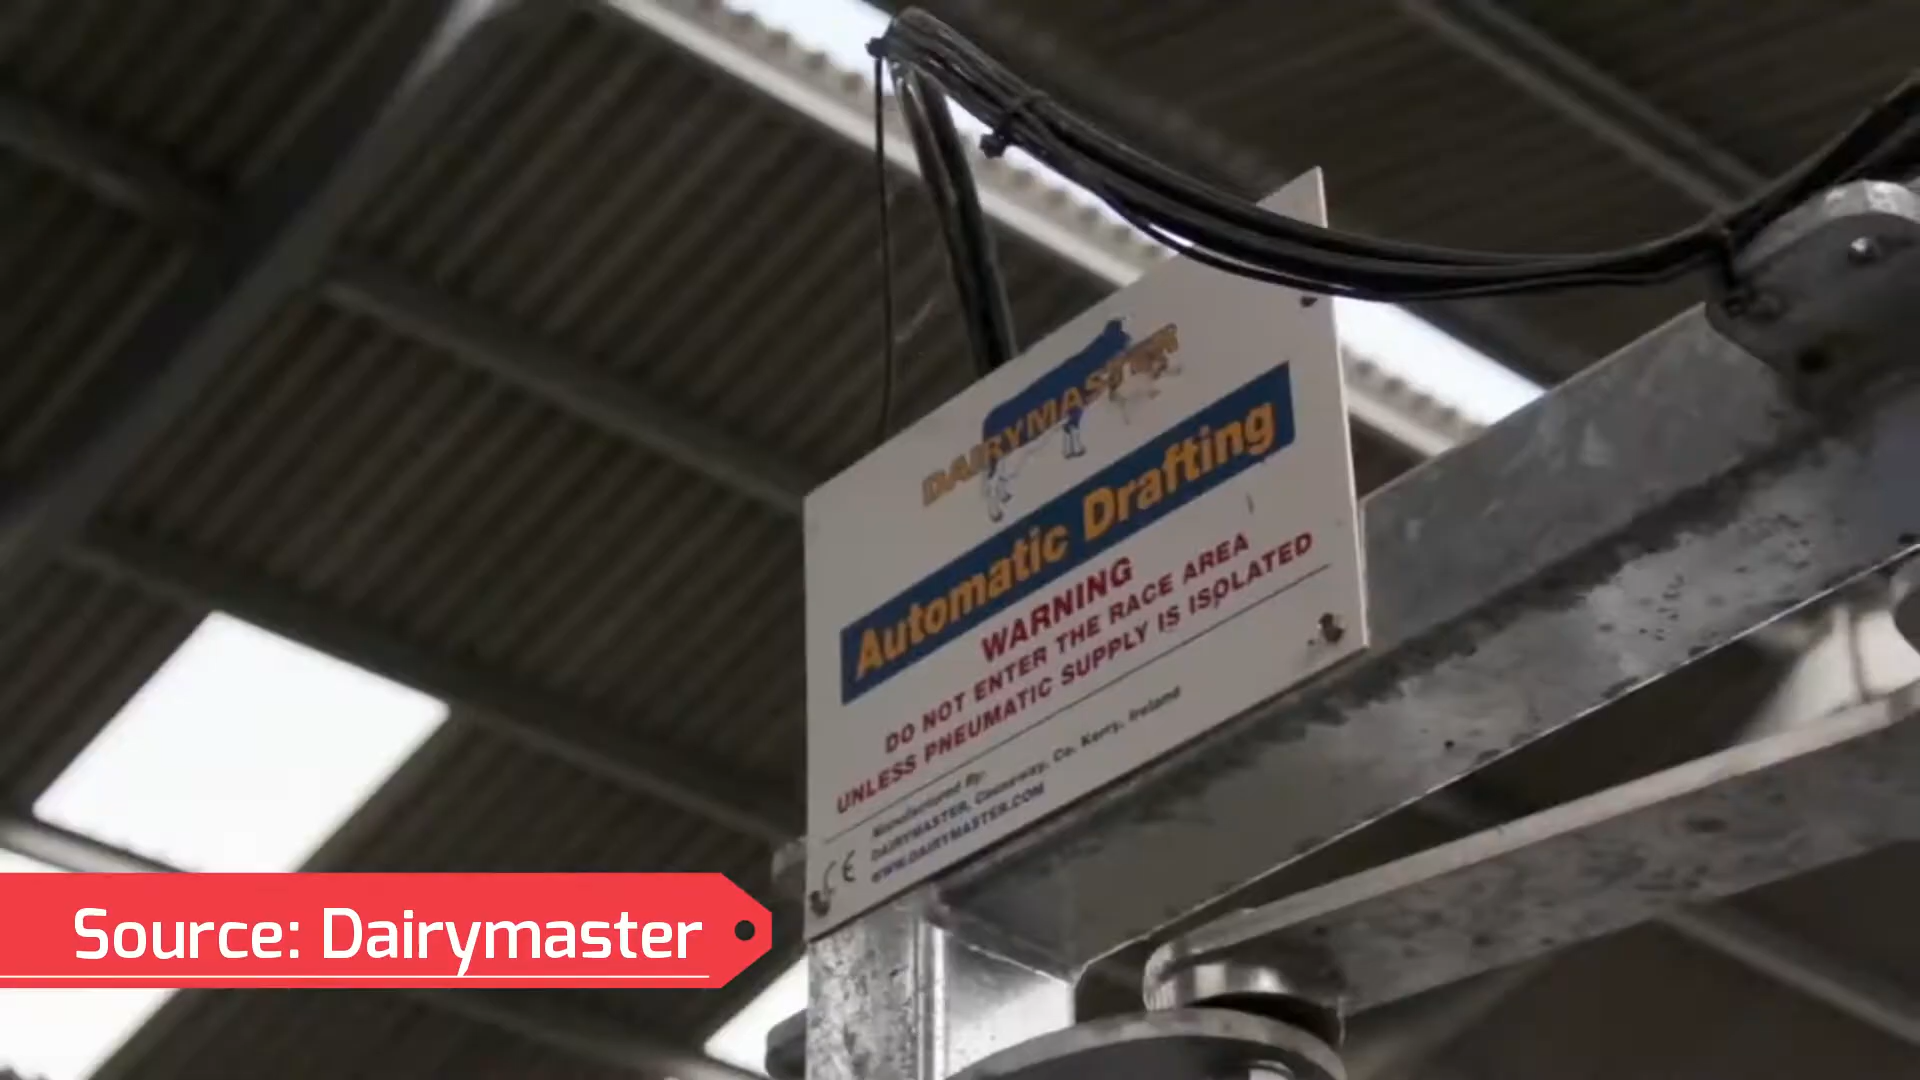 DAIRYMASTER
Automatic Drafting
WARNING
DO NOT ENTER THE RACE AREA
UNLESS PNEUMATIC SUPPLY IS ISOLATED
Manufactured By:
DAIRYMASTER, Causeway, Co. Kerry, Ireland
WWW.DAIRYMASTER.COM
CE
Source: Dairymaster